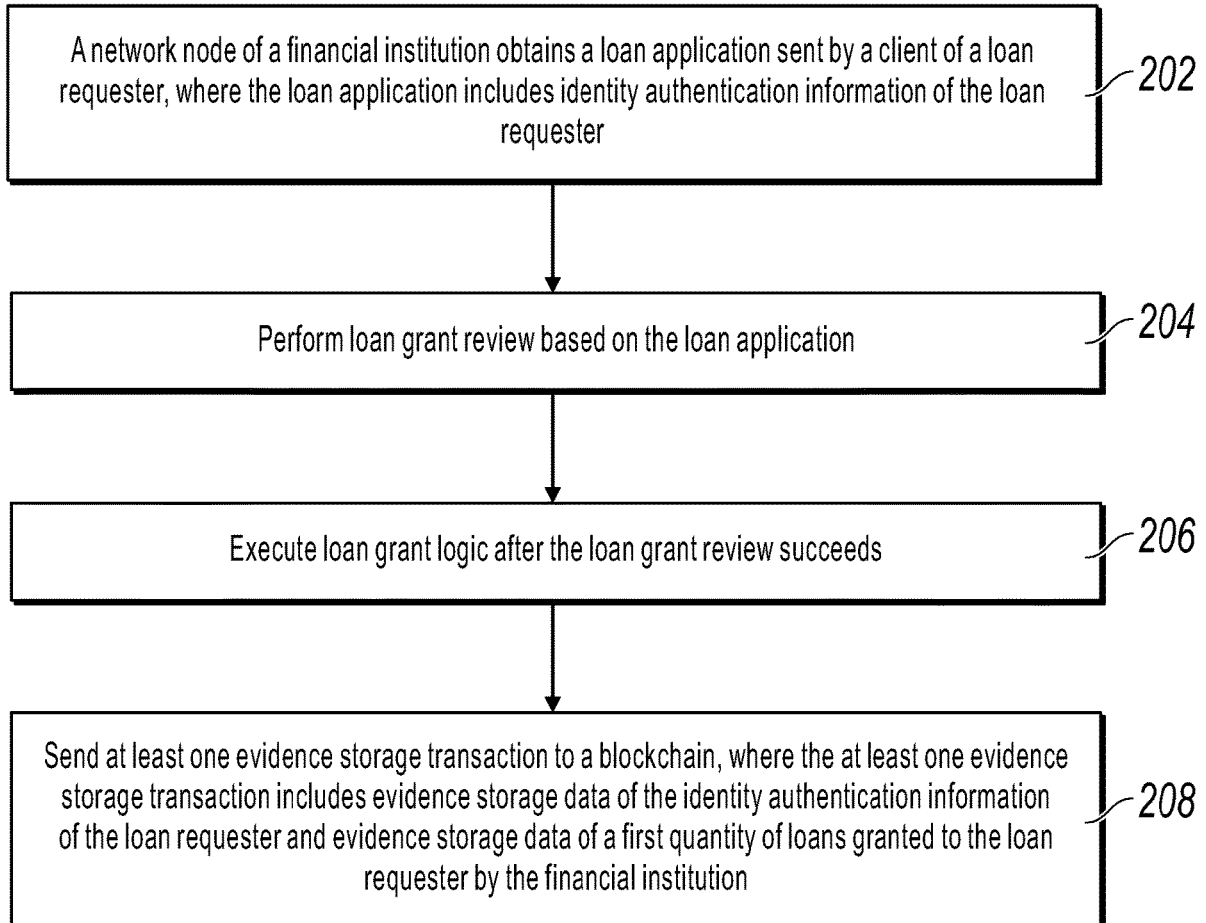 A network node of a financial institution obtains a loan application sent by a client of a loan
requester, where the loan application includes identity authentication information of the loan
requester
202
Perform loan grant review based on the loan application
204
Execute loan grant logic after the loan grant review succeeds
206
Send at least one evidence storage transaction to a blockchain, where the at least one evidence
storage transaction includes evidence storage data of the identity authentication information
of the loan requester and evidence storage data of a first quantity of loans granted to the loan
requester by the financial institution
208